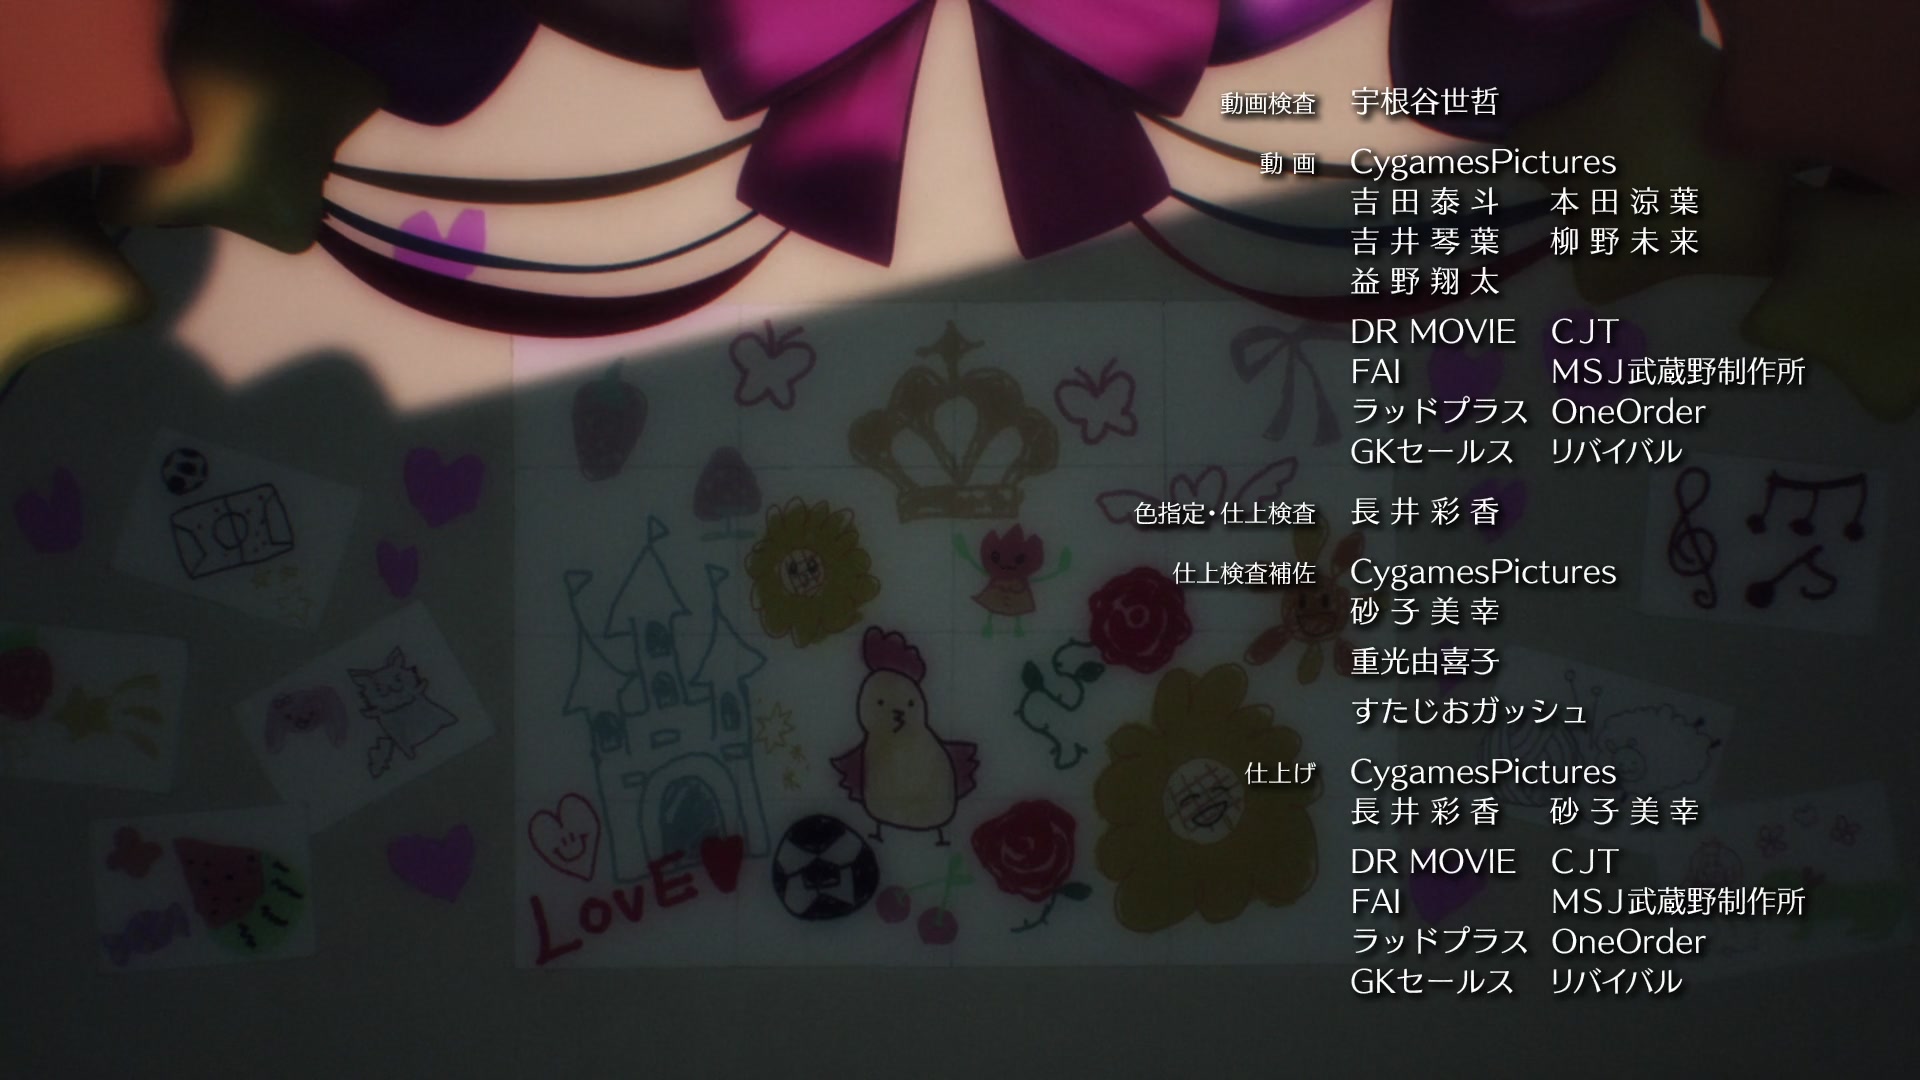 動画検査 宇根谷世哲
動画 CygamesPictures
吉田泰斗 本田涼葉
吉井琴葉 柳野未来
益野翔太
DR MOVIE CJT
FAI MSJ武蔵野制作所
ラッドプラス OneOrder
GKセールス リバイバル
色指定・仕上検査 長井彩香
仕上検査補佐 CygamesPictures
砂子美幸
重光由喜子
すたじおガッシュ
仕上げ CygamesPictures
長井彩香 砂子美幸
DR MOVIE CJT
FAI MSJ武蔵野制作所
ラッドプラス OneOrder
GKセールス リバイバル
LOVE